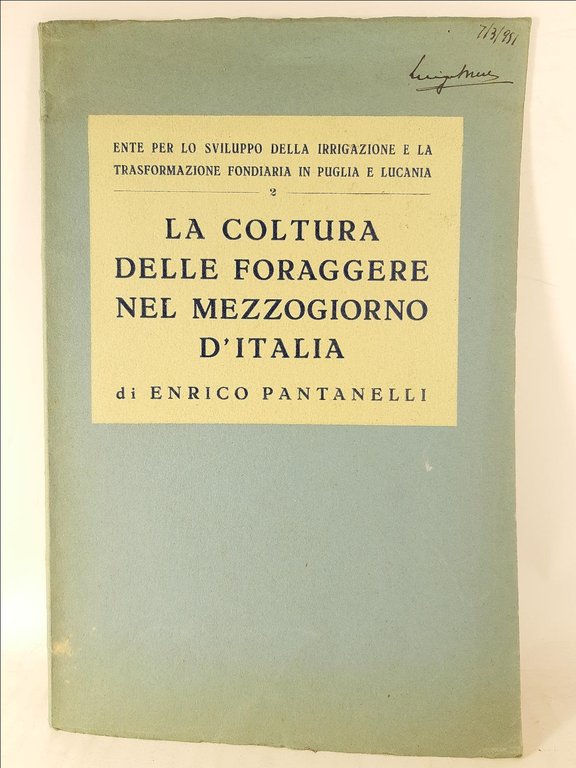 7/3/951
ENTE PER LO SVILUPPO DELLA IRRIGAZIONE E LA
TRASFORMAZIONE FONDIARIA IN PUGLIA E LUCANIA
2
LA COLTURA
DELLE FORAGGERE
NEL MEZZOGIORNO
D'ITALIA
di ENRICO PANTANELLI